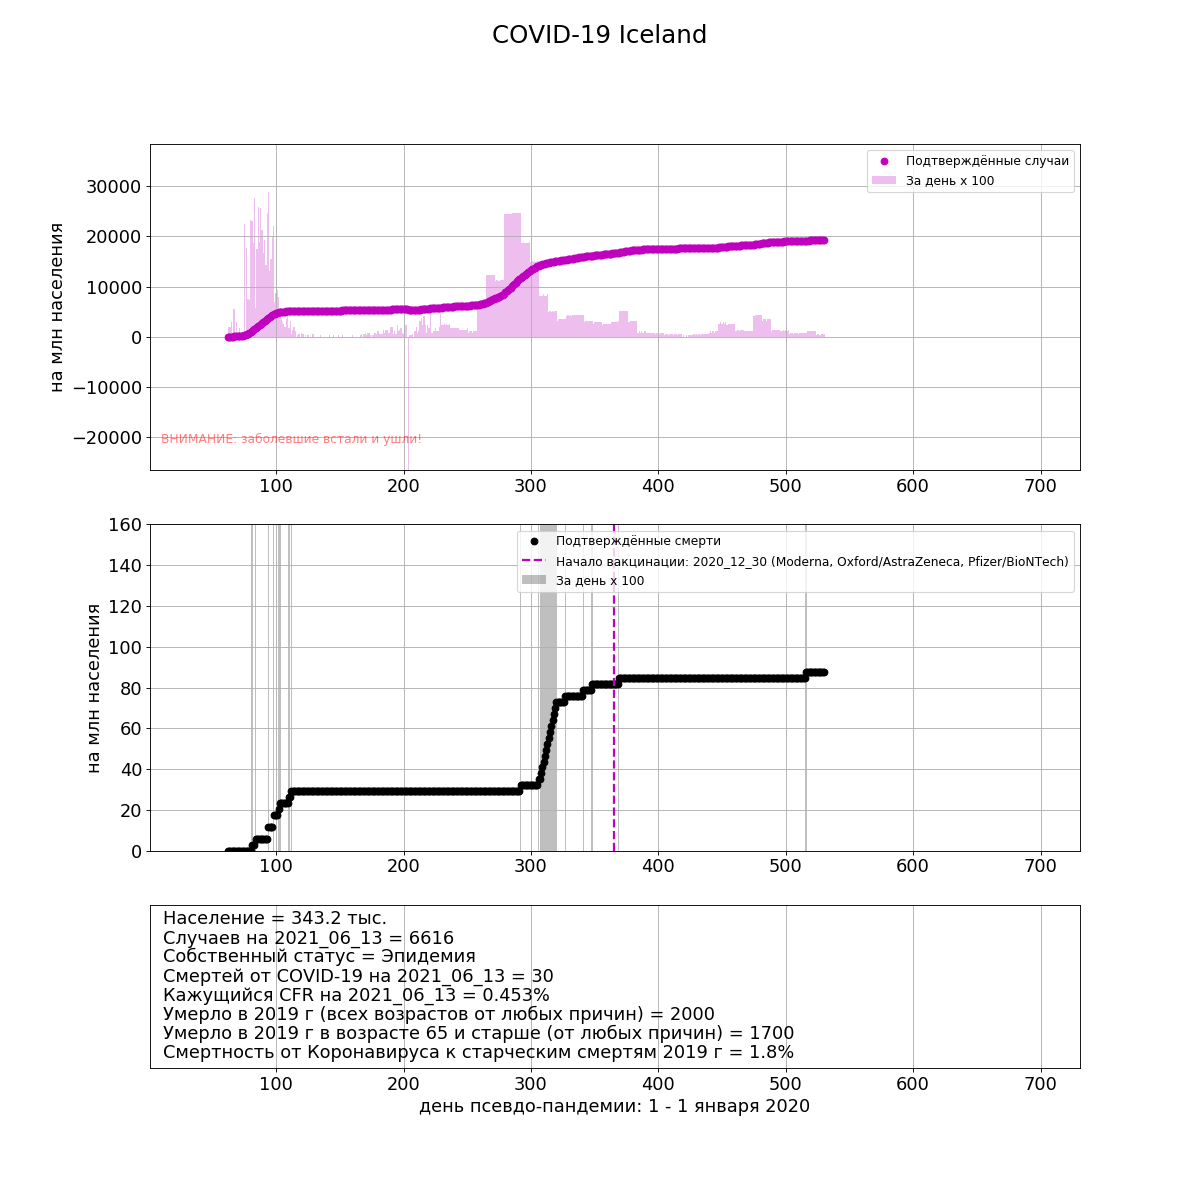 COVID-19 Iceland
на млн населения
30000
20000
10000
0
−10000
−20000
Подтверждённые случаи
За день x 100
ВНИМАНИЕ: заболевшие встали и ушли!
100 200 300 400 500 600 700
на млн населения
160
140
120
100
80
60
40
20
0
Подтверждённые смерти
Начало вакцинации: 2020_12_30 (Moderna, Oxford/AstraZeneca, Pfizer/BioNTech)
За день x 100
100 200 300 400 500 600 700
Население = 343.2 тыс.
Случаев на 2021_06_13 = 6616
Собственный статус = Эпидемия
Смертей от COVID-19 на 2021_06_13 = 30
Кажущийся CFR на 2021_06_13 = 0.453%
Умерло в 2019 г (всех возрастов от любых причин) = 2000
Умерло в 2019 г в возрасте 65 и старше (от любых причин) = 1700
Смертность от Коронавируса к старческим смертям 2019 г = 1.8%
100 200 300 400 500 600 700
день псевдо-пандемии: 1 - 1 января 2020